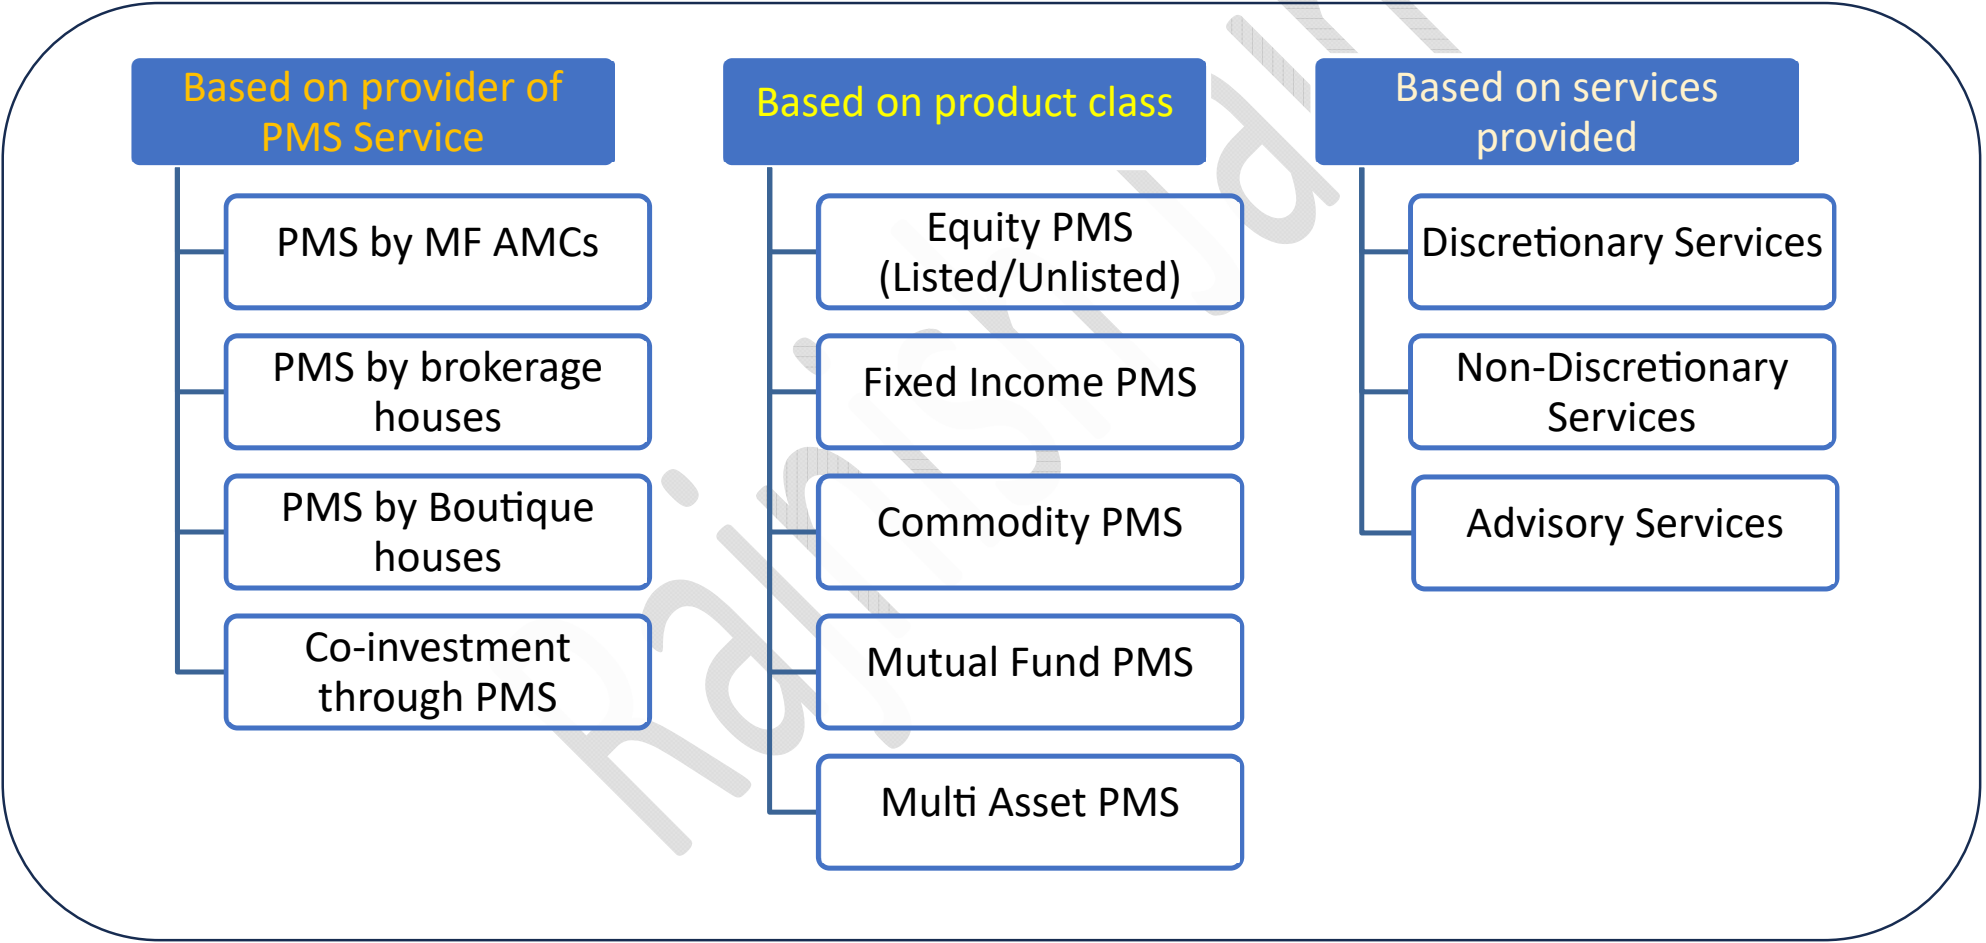 Based on provider of
PMS Service
PMS by MF AMCs
PMS by brokerage
houses
PMS by Boutique
houses
Co-investment
through PMS
Based on product class
Equity PMS
(Listed/Unlisted)
Fixed Income PMS
Commodity PMS
Mutual Fund PMS
Multi Asset PMS
Based on services
provided
Discretionary Services
Non-Discretionary
Services
Advisory Services